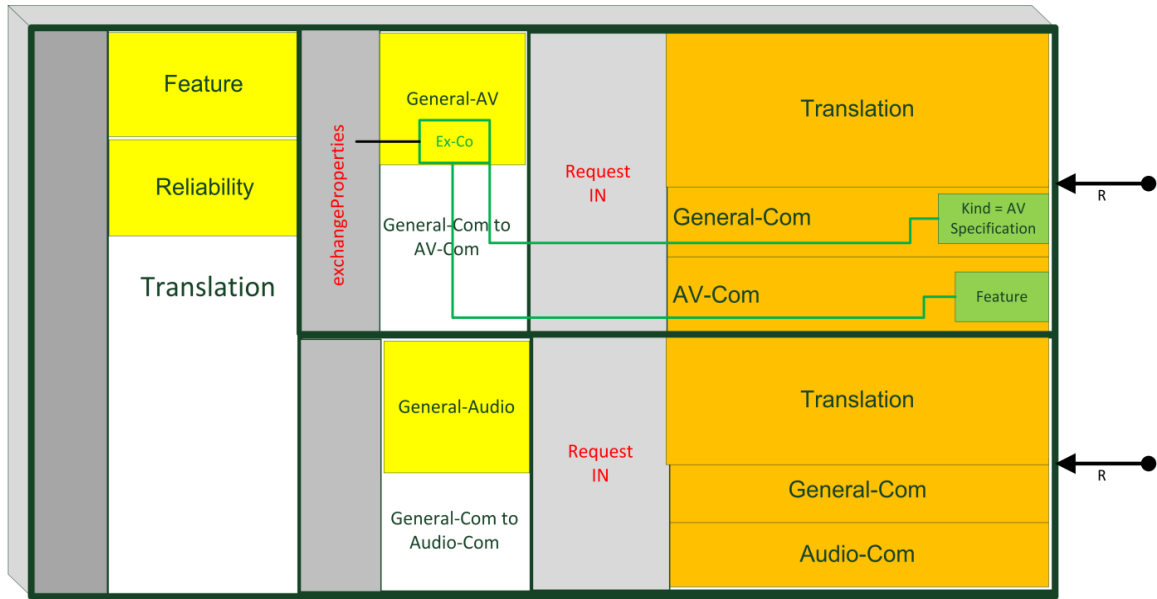 Feature
Reliability
Translation
exchangeProperties
General-AV
Ex-Co
General-Com to
AV-Com
Request
IN
Translation
General-Com
Kind = AV
Specification
AV-Com
Feature
R
General-Audio
General-Com to
Audio-Com
Request
IN
Translation
General-Com
Audio-Com
R